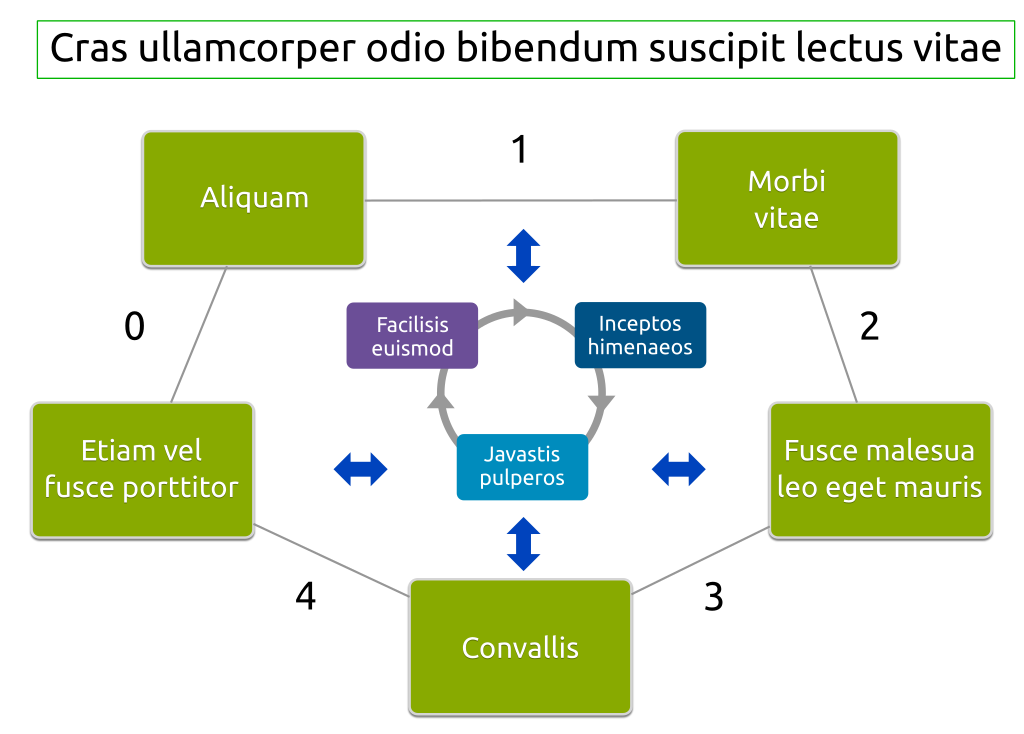 Cras ullamcorper odio bibendum suscipit lectus vitae
1
Aliquam
Morbi
vitae
0
2
Facilisis
euismod
Inceptos
himenaeos
Etiam vel
fusce porttitor
Javastis
pulperos
Fusce malesua
leo eget mauris
4
3
Convallis